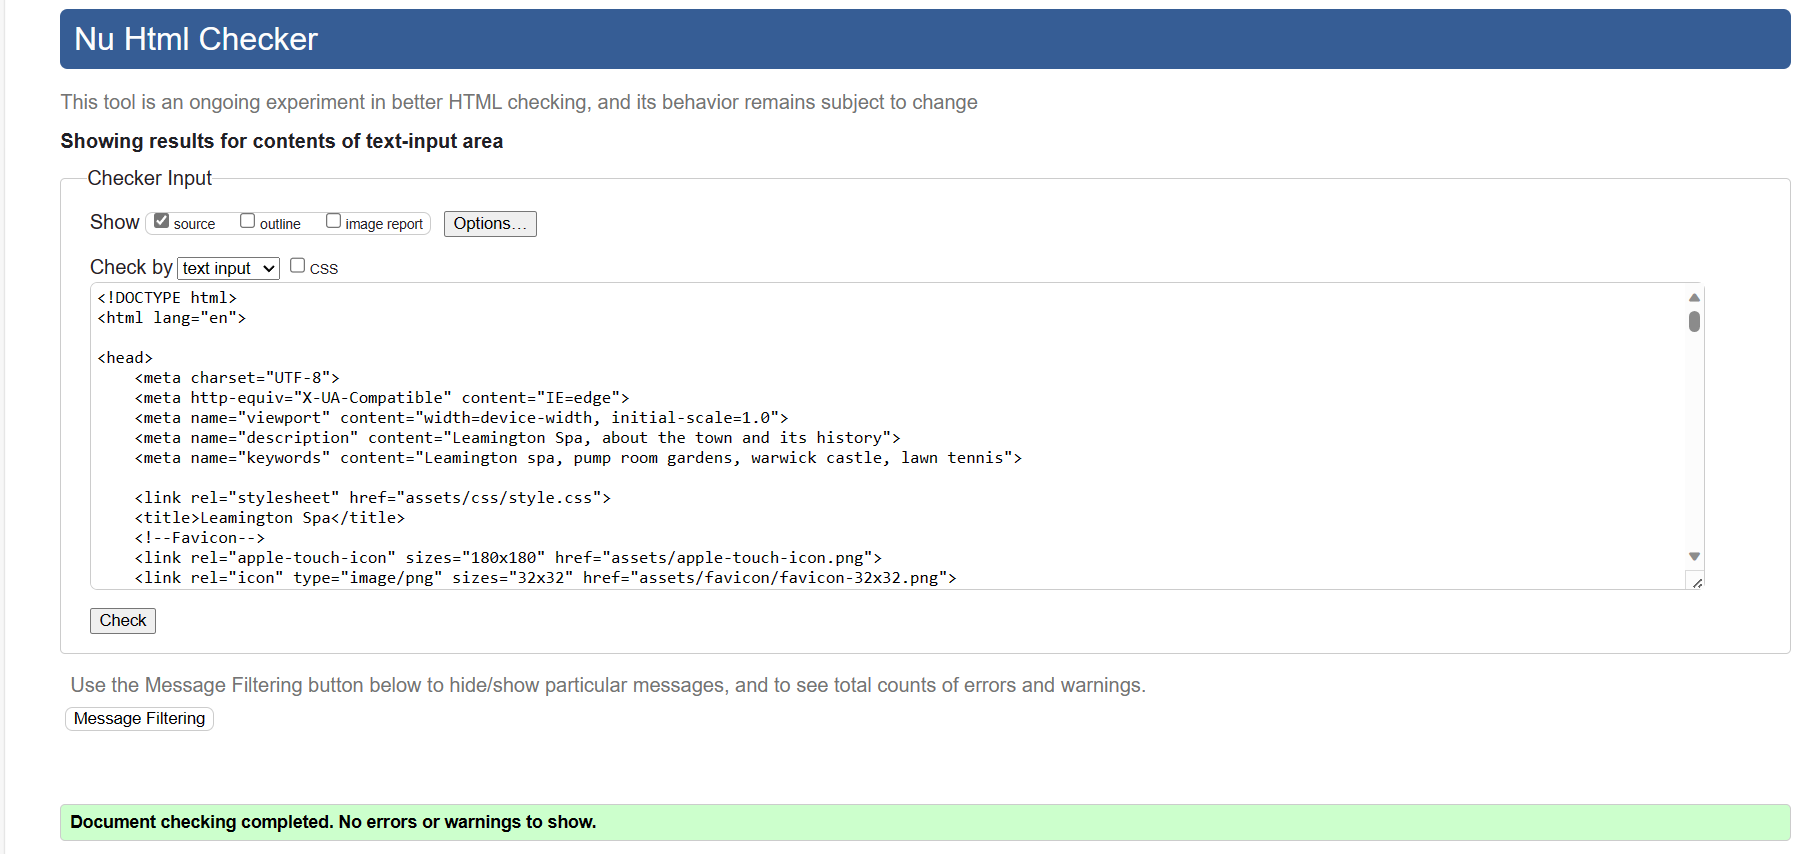 Nu Html Checker
This tool is an ongoing experiment in better HTML checking, and its behavior remains subject to change
Showing results for contents of text-input area
Checker Input
Show source outline image report Options...
Check by text input CSS
<!DOCTYPE html>
<html lang="en">
<head>
    <meta charset="UTF-8">
    <meta http-equiv="X-UA-Compatible" content="IE=edge">
    <meta name="viewport" content="width=device-width, initial-scale=1.0">
    <meta name="description" content="Leamington Spa, about the town and its history">
    <meta name="keywords" content="Leamington spa, pump room gardens, warwick castle, lawn tennis">
    <link rel="stylesheet" href="assets/css/style.css">
    <title>Leamington Spa</title>
    <!--Favicon-->
    <link rel="apple-touch-icon" sizes="180x180" href="assets/apple-touch-icon.png">
    <link rel="icon" type="image/png" sizes="32x32" href="assets/favicon/favicon-32x32.png">
Check
Use the Message Filtering button below to hide/show particular messages, and to see total counts of errors and warnings.
Message Filtering
Document checking completed. No errors or warnings to show.